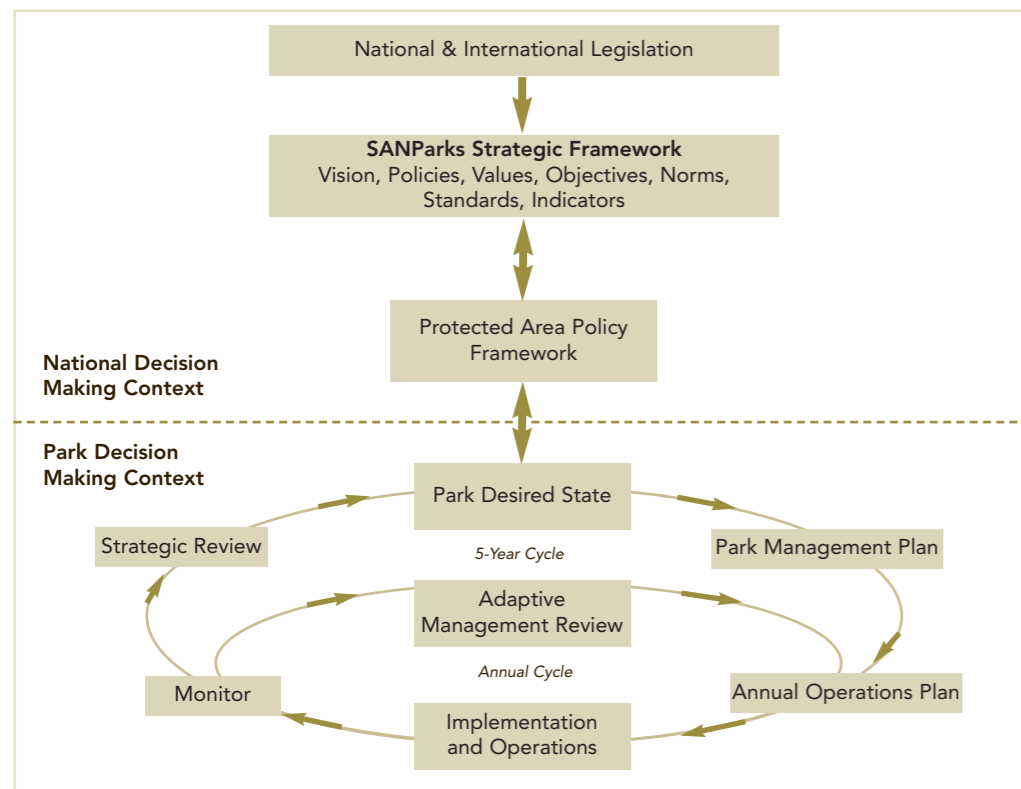 National & International Legislation
SANParks Strategic Framework
Vision, Policies, Values, Objectives, Norms,
Standards, Indicators
Protected Area Policy
Framework
National Decision
Making Context
Park Decision
Making Context
Park Desired State
Strategic Review
5-Year Cycle
Park Management Plan
Adaptive
Management Review
Annual Cycle
Monitor
Annual Operations Plan
Implementation
and Operations